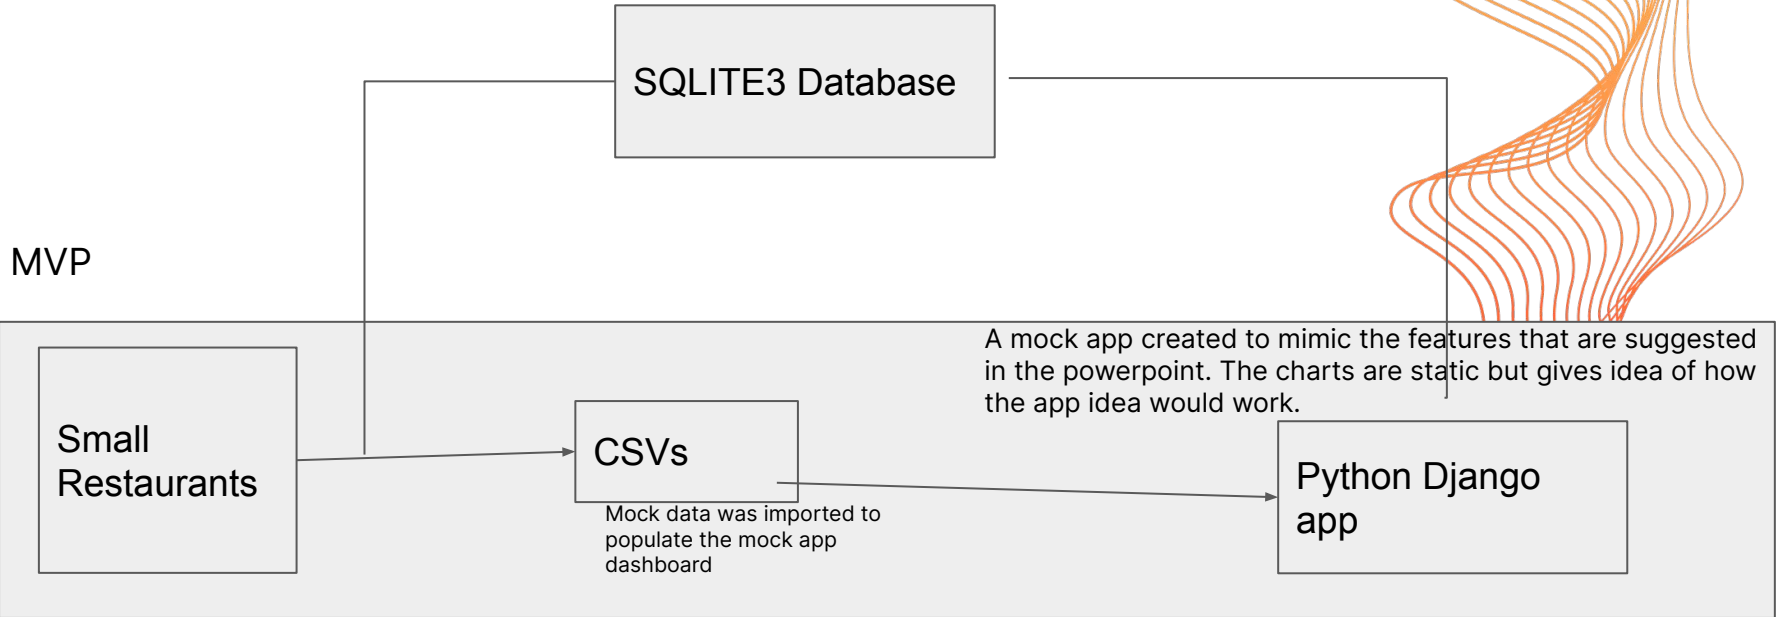 SQLITE3 Database
MVP
A mock app created to mimic the features that are suggested
in the powerpoint. The charts are static but gives idea of how
the app idea would work.
Small
Restaurants
CSVs
Mock data was imported to
populate the mock app
dashboard
Python Django
app